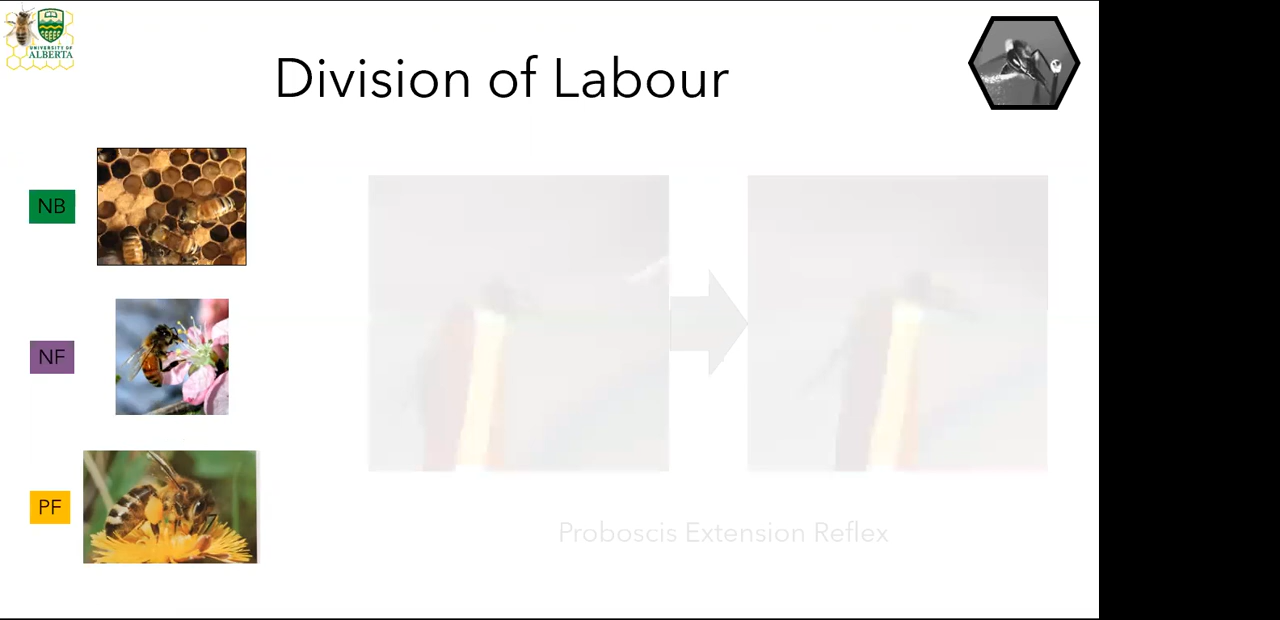 UNIVERSITY OF
ALBERTA
Division of Labour
NB
NF
PF
Proboscis Extension Reflex